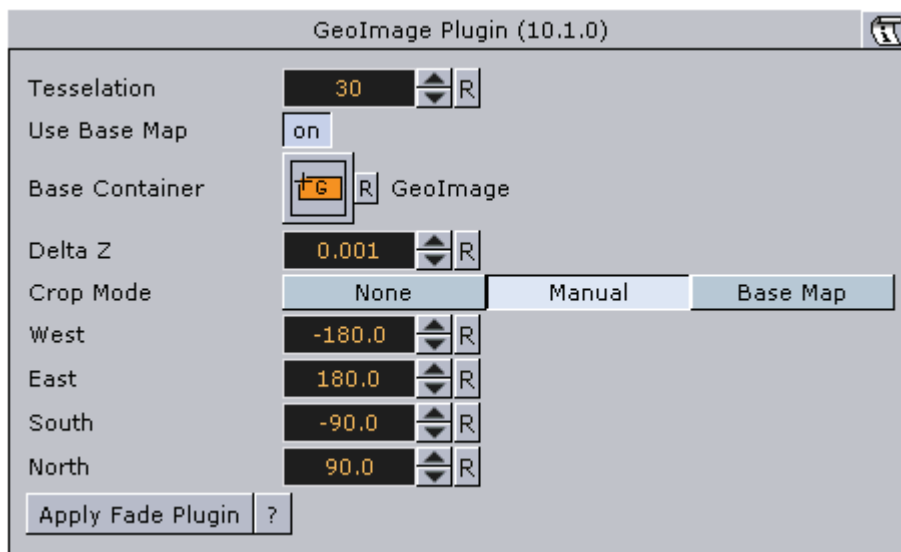 GeoImage Plugin (10.1.0)
Tesselation 30 R
Use Base Map on
Base Container G R GeoImage
Delta Z 0.001 R
Crop Mode None Manual Base Map
West -180.0 R
East 180.0 R
South -90.0 R
North 90.0 R
Apply Fade Plugin ?